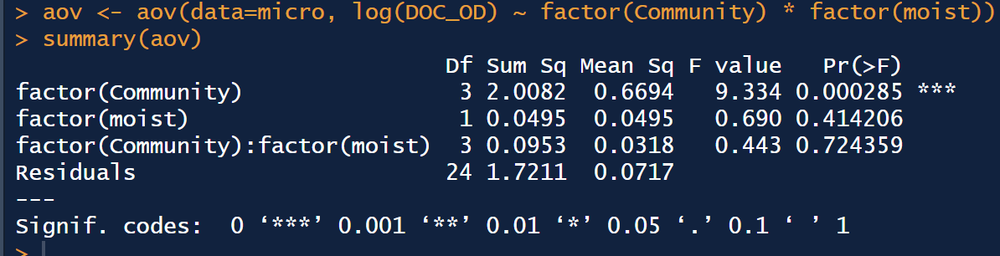 > aov <- aov(data=micro, log(DOC_OD) ~ factor(Community) * factor(moist))
> summary(aov)
                                Df Sum Sq Mean Sq F value   Pr(>F)
factor(Community)                3 2.0082  0.6694   9.334 0.000285 ***
factor(moist)                    1 0.0495  0.0495   0.690 0.414206
factor(Community):factor(moist)  3 0.0953  0.0318   0.443 0.724359
Residuals                       24 1.7211  0.0717
---
Signif. codes:  0 ‘***’ 0.001 ‘**’ 0.01 ‘*’ 0.05 ‘.’ 0.1 ‘ ’ 1
>